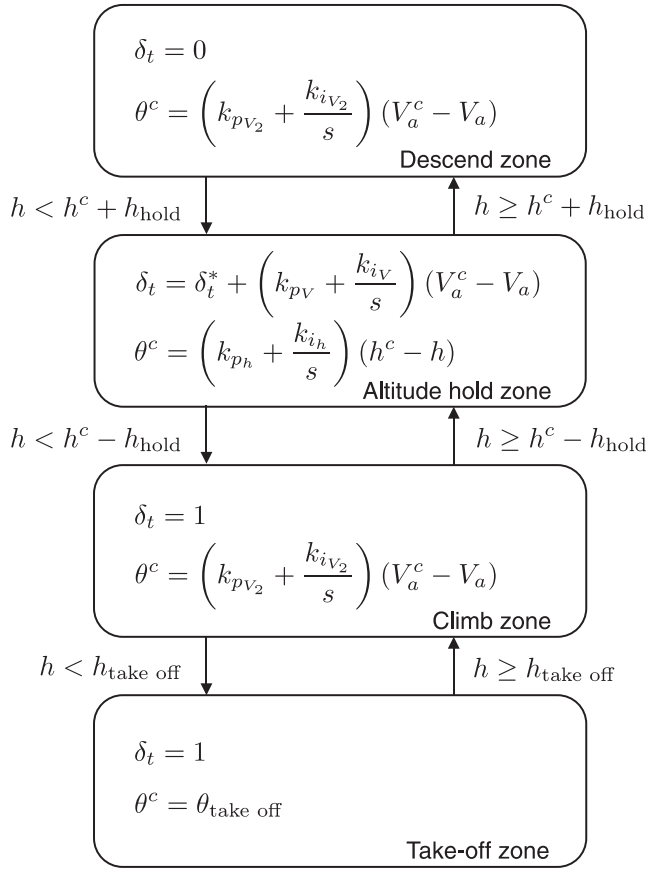 δ_t = 0
θ^c = (k_{p_{V_2}} + k_{i_{V_2}}/s) (V_a^c − V_a)
Descend zone
h < h^c + h_hold h ≥ h^c + h_hold
δ_t = δ_t^* + (k_{p_V} + k_{i_V}/s) (V_a^c − V_a)
θ^c = (k_{p_h} + k_{i_h}/s) (h^c − h)
Altitude hold zone
h < h^c − h_hold h ≥ h^c − h_hold
δ_t = 1
θ^c = (k_{p_{V_2}} + k_{i_{V_2}}/s) (V_a^c − V_a)
Climb zone
h < h_take off h ≥ h_take off
δ_t = 1
θ^c = θ_take off
Take-off zone